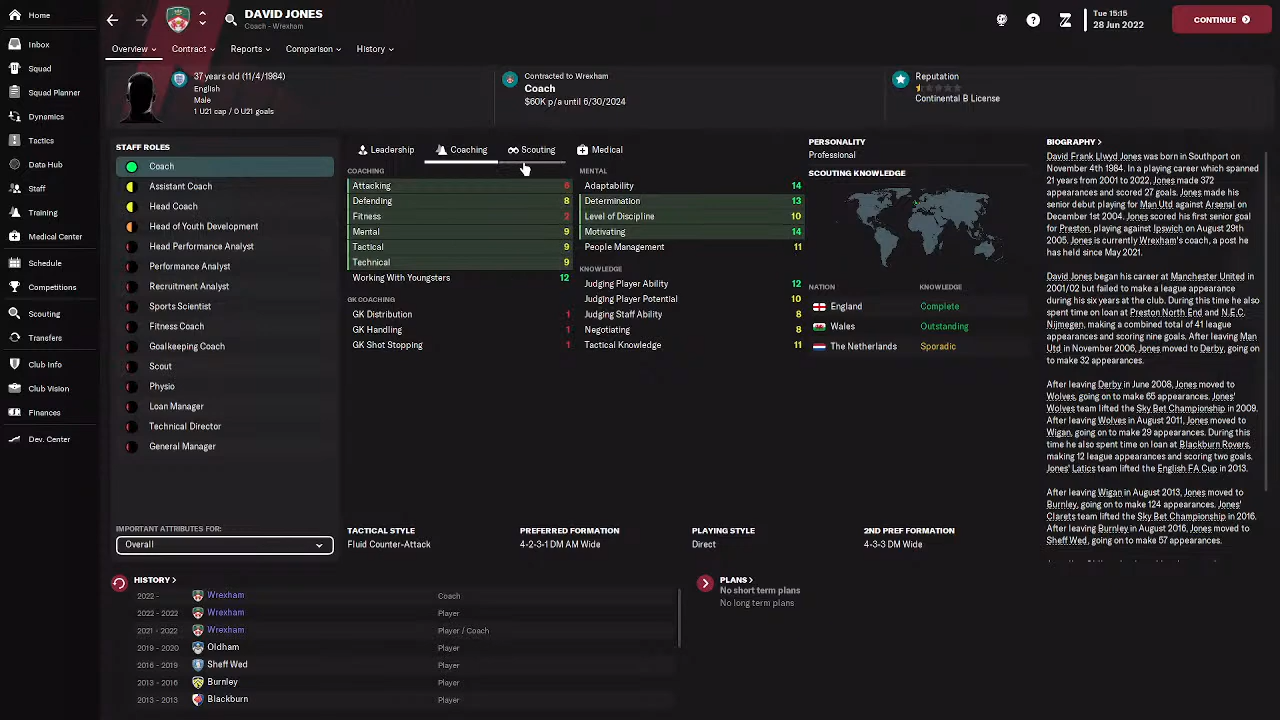 Home
Inbox
Squad
Squad Planner
Dynamics
Tactics
Data Hub
Staff
Training
Medical Center
Schedule
Competitions
Scouting
Transfers
Club Info
Club Vision
Finances
Dev. Center
DAVID JONES
Coach - Wrexham
Tue 15:15
28 Jun 2022
CONTINUE
Overview
Contract
Reports
Comparison
History
37 years old (11/4/1984)
English
Male
1 U21 cap / 0 U21 goals
Contracted to Wrexham
Coach
$60K p/a until 6/30/2024
Reputation
Continental B License
STAFF ROLES
Coach
Assistant Coach
Head Coach
Head of Youth Development
Head Performance Analyst
Performance Analyst
Recruitment Analyst
Sports Scientist
Fitness Coach
Goalkeeping Coach
Scout
Physio
Loan Manager
Technical Director
General Manager
IMPORTANT ATTRIBUTES FOR:
Overall
Leadership
Coaching
Scouting
Medical
COACHING
Attacking 6
Defending 8
Fitness 2
Mental 9
Tactical 9
Technical 9
Working With Youngsters 12
GK COACHING
GK Distribution 1
GK Handling 1
GK Shot Stopping 1
MENTAL
Adaptability 14
Determination 13
Level of Discipline 10
Motivating 14
People Management 11
KNOWLEDGE
Judging Player Ability 12
Judging Player Potential 10
Judging Staff Ability 8
Negotiating 8
Tactical Knowledge 11
PERSONALITY
Professional
SCOUTING KNOWLEDGE
NATION KNOWLEDGE
England Complete
Wales Outstanding
The Netherlands Sporadic
BIOGRAPHY >
David Frank Llwyd Jones was born in Southport on
November 4th 1984. In a playing career which spanned
21 years from 2001 to 2022, Jones made 372
appearances and scored 27 goals. Jones made his
senior debut playing for Man Utd against Arsenal on
December 1st 2004. Jones scored his first senior goal
for Preston, playing against Ipswich on August 29th
2005. Jones is currently Wrexham's coach, a post he
has held since May 2021.
David Jones began his career at Manchester United in
2001/02 but failed to make a league appearance
during his six years at the club. During this time he also
spent time on loan at Preston North End and N.E.C.
Nijmegen, making a combined total of 41 league
appearances and scoring nine goals. After leaving Man
Utd in November 2006, Jones moved to Derby, going on
to make 32 appearances.
After leaving Derby in June 2008, Jones moved to
Wolves, going on to make 65 appearances. Jones'
Wolves team lifted the Sky Bet Championship in 2009.
After leaving Wolves in August 2011, Jones moved to
Wigan, going on to make 29 appearances. During this
time he also spent time on loan at Blackburn Rovers,
making 12 league appearances and scoring two goals.
Jones' Latics team lifted the English FA Cup in 2013.
After leaving Wigan in August 2013, Jones moved to
Burnley, going on to make 124 appearances. Jones'
Clarets team lifted the Sky Bet Championship in 2016.
After leaving Burnley in August 2016, Jones moved to
Sheff Wed, going on to make 57 appearances.
TACTICAL STYLE
Fluid Counter-Attack
PREFERRED FORMATION
4-2-3-1 DM AM Wide
PLAYING STYLE
Direct
2ND PREF FORMATION
4-3-3 DM Wide
HISTORY >
2022 - Wrexham Coach
2022 - 2022 Wrexham Player
2021 - 2022 Wrexham Player / Coach
2019 - 2020 Oldham Player
2016 - 2019 Sheff Wed Player
2013 - 2016 Burnley Player
2013 - 2013 Blackburn Player
PLANS >
No short term plans
No long term plans